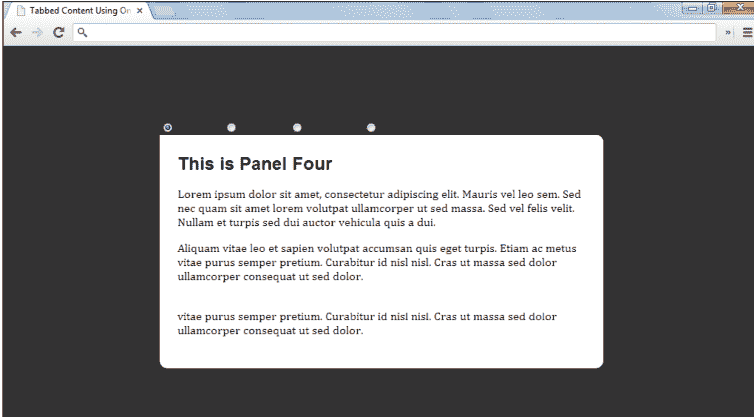 Tabbed Content Using On
This is Panel Four
Lorem ipsum dolor sit amet, consectetur adipiscing elit. Mauris vel leo sem. Sed
nec quam sit amet lorem volutpat ullamcorper ut sed massa. Sed vel felis velit.
Nullam et turpis sed dui auctor vehicula quis a dui.
Aliquam vitae leo et sapien volutpat accumsan quis eget turpis. Etiam ac metus
vitae purus semper pretium. Curabitur id nisl nisl. Cras ut massa sed dolor
ullamcorper consequat ut sed dolor.
vitae purus semper pretium. Curabitur id nisl nisl. Cras ut massa sed dolor
ullamcorper consequat ut sed dolor.